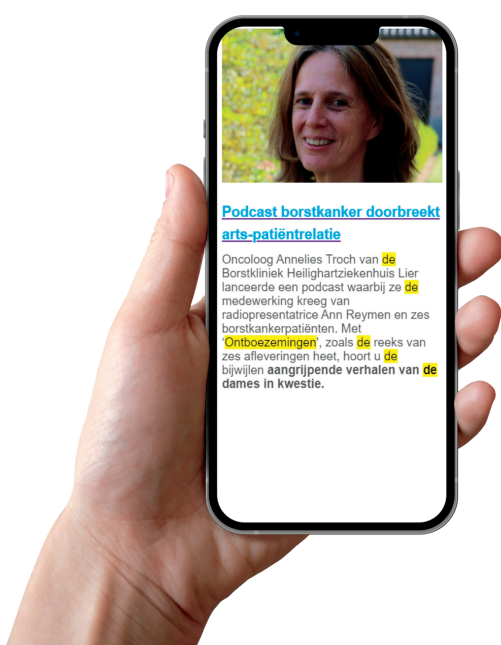 Podcast borstkanker doorbreekt
arts-patiëntrelatie
Oncoloog Annelies Troch van de
Borstkliniek Heilighartziekenhuis Lier
lanceerde een podcast waarbij ze de
medewerking kreeg van
radiopresentatrice Ann Reymen en zes
borstkankerpatiënten. Met
‘Ontboezemingen’, zoals de reeks van
zes afleveringen heet, hoort u de
bijwijlen aangrijpende verhalen van de
dames in kwestie.